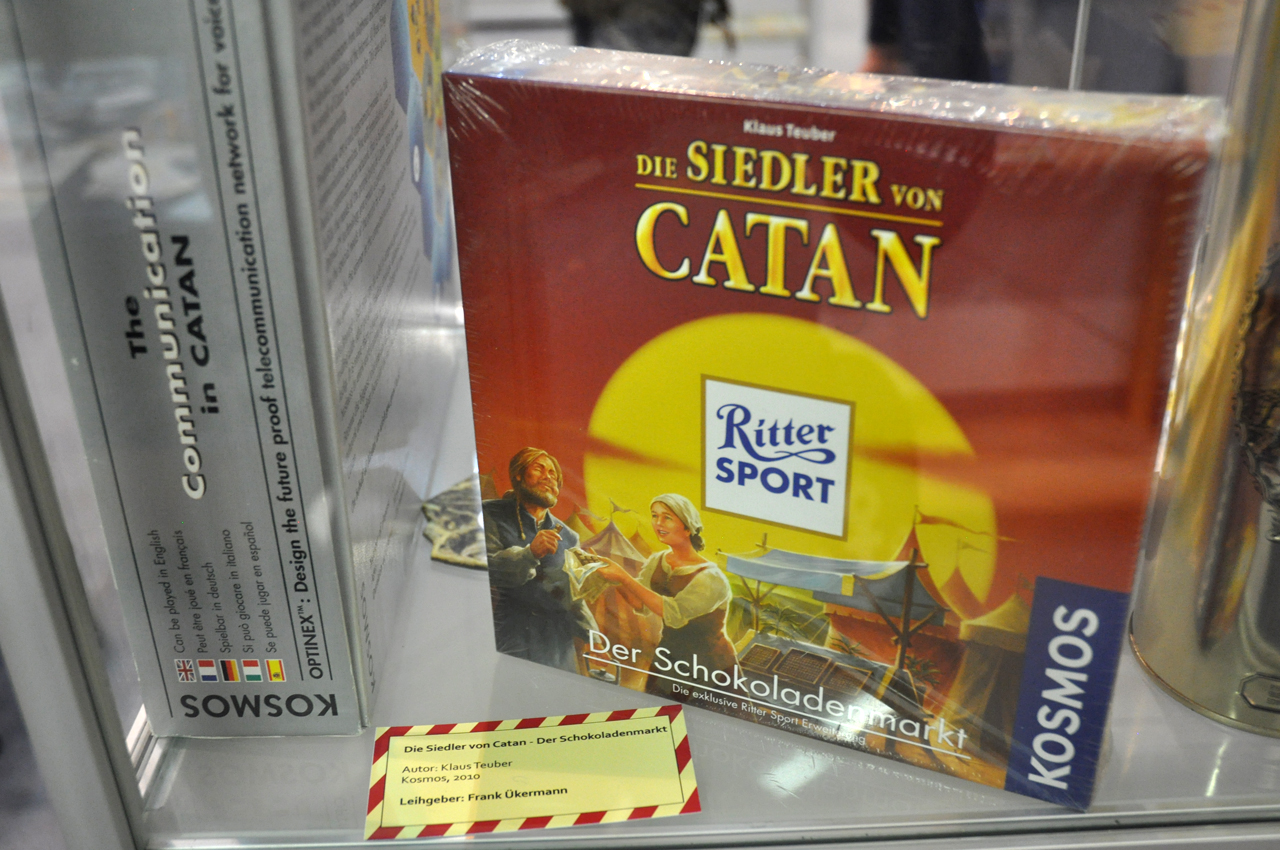 The
Communication
in CATAN
OPTINEX™: Design the future proof telecommunication network for voice
Can be played in English
Peut être joué en français
Spielbar in deutsch
Si può giocare in italiano
Se puede jugar en español
KOSMOS
Klaus Teuber
DIE SIEDLER VON
CATAN
Ritter
SPORT
Der Schokoladenmarkt
Die exklusive Ritter Sport Erweiterung
KOSMOS
Die Siedler von Catan - Der Schokoladenmarkt
Autor: Klaus Teuber
Kosmos, 2010
Leihgeber: Frank Ükermann